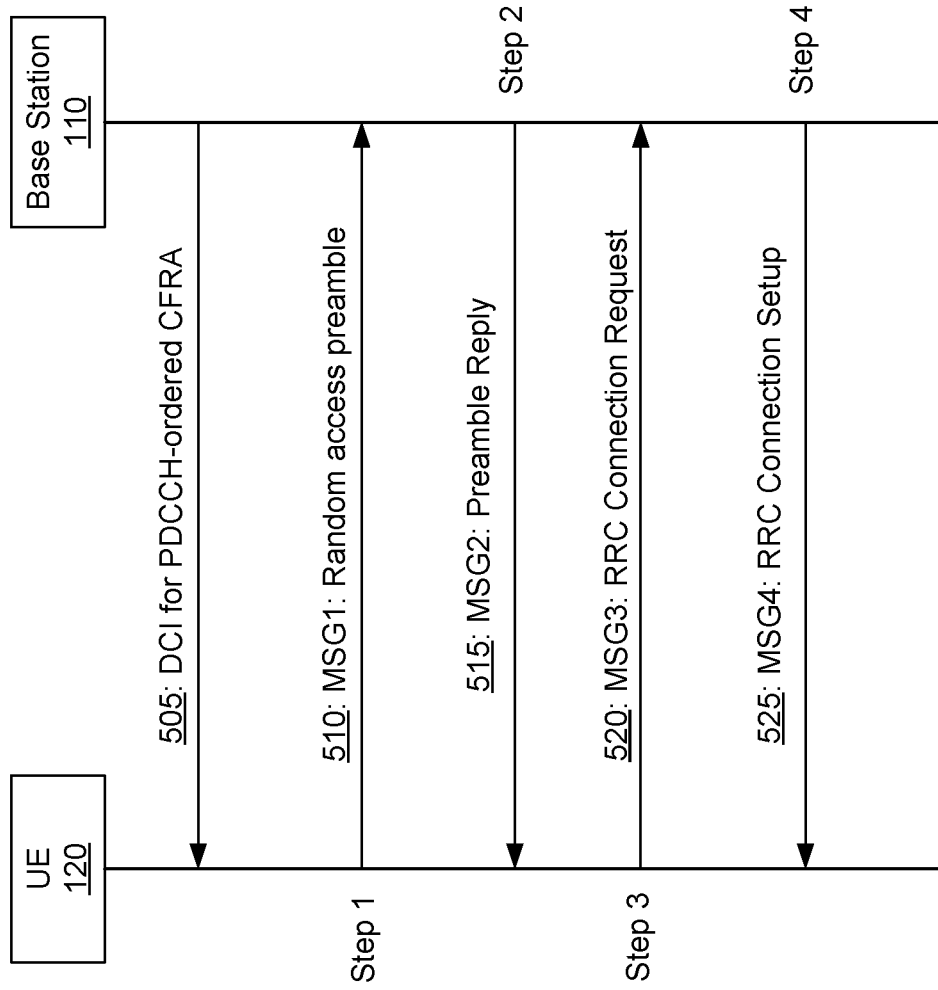 UE
120
Base Station
110
505: DCI for PDCCH-ordered CFRA
Step 1
510: MSG1: Random access preamble
515: MSG2: Preamble Reply
Step 2
Step 3
520: MSG3: RRC Connection Request
525: MSG4: RRC Connection Setup
Step 4